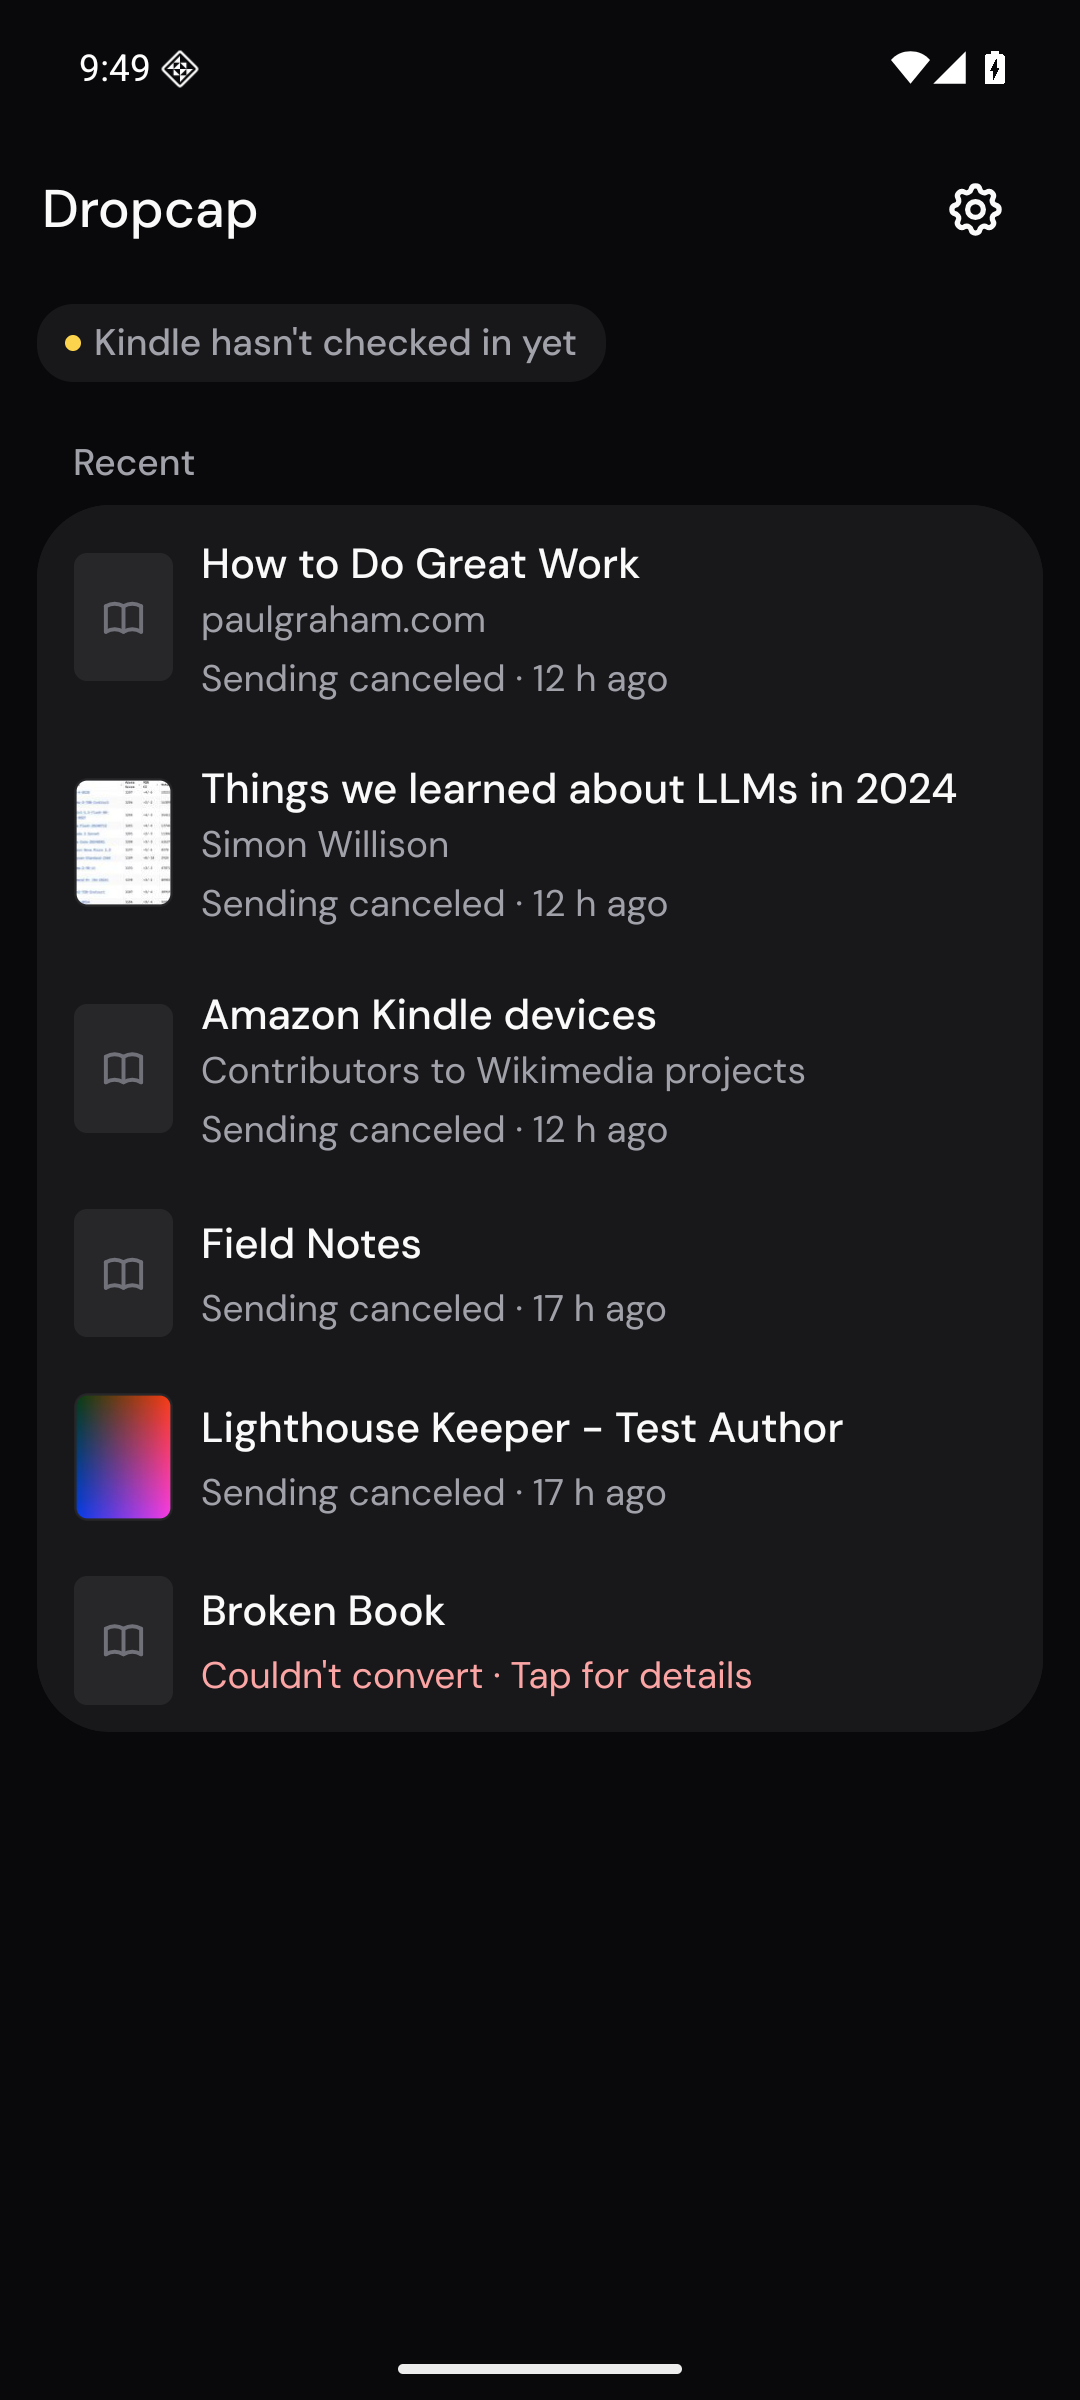 9:49
Dropcap
Kindle hasn't checked in yet
Recent
How to Do Great Work
paulgraham.com
Sending canceled · 12 h ago
Things we learned about LLMs in 2024
Simon Willison
Sending canceled · 12 h ago
Amazon Kindle devices
Contributors to Wikimedia projects
Sending canceled · 12 h ago
Field Notes
Sending canceled · 17 h ago
Lighthouse Keeper - Test Author
Sending canceled · 17 h ago
Broken Book
Couldn't convert · Tap for details